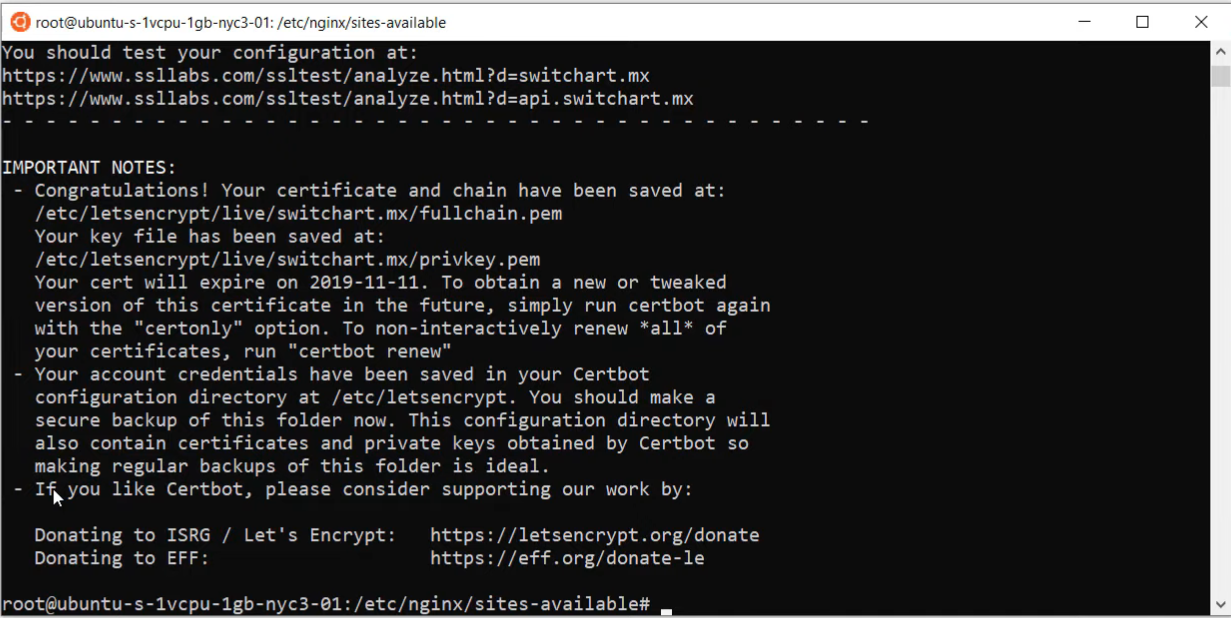 root@ubuntu-s-1vcpu-1gb-nyc3-01: /etc/nginx/sites-available
You should test your configuration at:
https://www.ssllabs.com/ssltest/analyze.html?d=switchart.mx
https://www.ssllabs.com/ssltest/analyze.html?d=api.switchart.mx
- - - - - - - - - - - - - - - - - - - - - - - - - - - - - - - - - - - - - - - -
IMPORTANT NOTES:
- Congratulations! Your certificate and chain have been saved at:
/etc/letsencrypt/live/switchart.mx/fullchain.pem
Your key file has been saved at:
/etc/letsencrypt/live/switchart.mx/privkey.pem
Your cert will expire on 2019-11-11. To obtain a new or tweaked
version of this certificate in the future, simply run certbot again
with the "certonly" option. To non-interactively renew *all* of
your certificates, run "certbot renew"
- Your account credentials have been saved in your Certbot
configuration directory at /etc/letsencrypt. You should make a
secure backup of this folder now. This configuration directory will
also contain certificates and private keys obtained by Certbot so
making regular backups of this folder is ideal.
- If you like Certbot, please consider supporting our work by:
Donating to ISRG / Let's Encrypt: https://letsencrypt.org/donate
Donating to EFF: https://eff.org/donate-le
root@ubuntu-s-1vcpu-1gb-nyc3-01:/etc/nginx/sites-available#